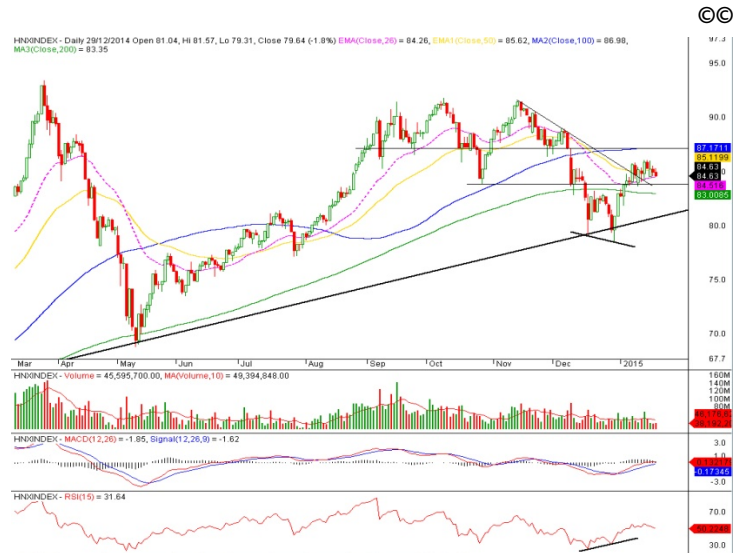 ©©
HNXINDEX - Daily 29/12/2014 Open 81.04, Hi 81.57, Lo 79.31, Close 79.64 (-1.8%) EMA(Close,26) = 84.26, EMA1(Close,50) = 85.62, MA2(Close,100) = 86.98,
MA3(Close,200) = 83.35
97.3
95.0
90.0
87.1711
85.1199
84.63
84.63
84.516
83.0085
80.0
75.0
70.0
67.7
Mar Apr May Jun Jul Aug Sep Oct Nov Dec 2015
HNXINDEX - Volume = 45,595,700.00, MA(Volume,10) = 49,394,848.00
160M
140M
120M
100M
80M
HNXINDEX - MACD(12,26) = -1.85, Signal(12,26,9) = -1.62
3.0
-0.17345
-3.0
HNXINDEX - RSI(15) = 31.64
70.0
30.0